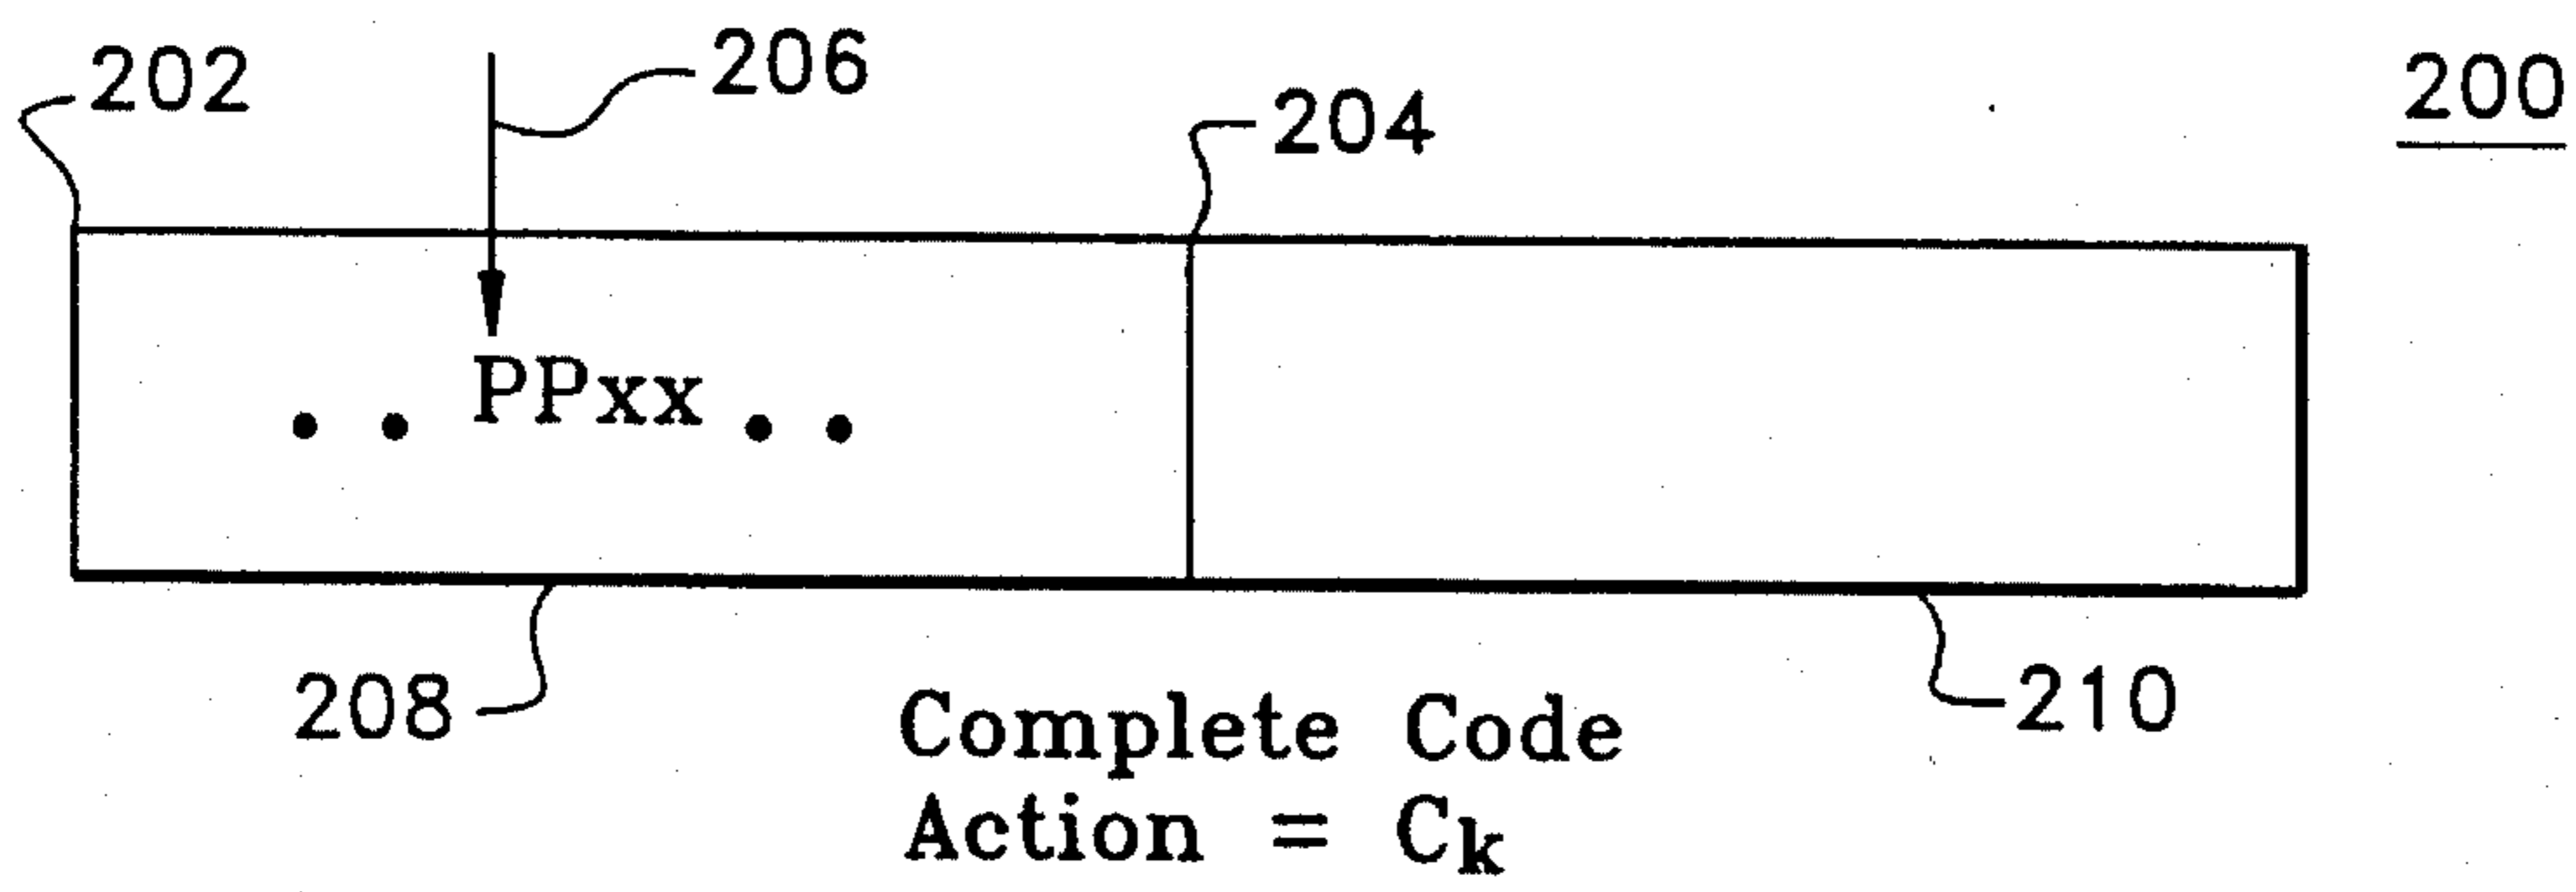 202
206
204
200
. . PPxx . .
208
210
Complete Code
Action = Ck